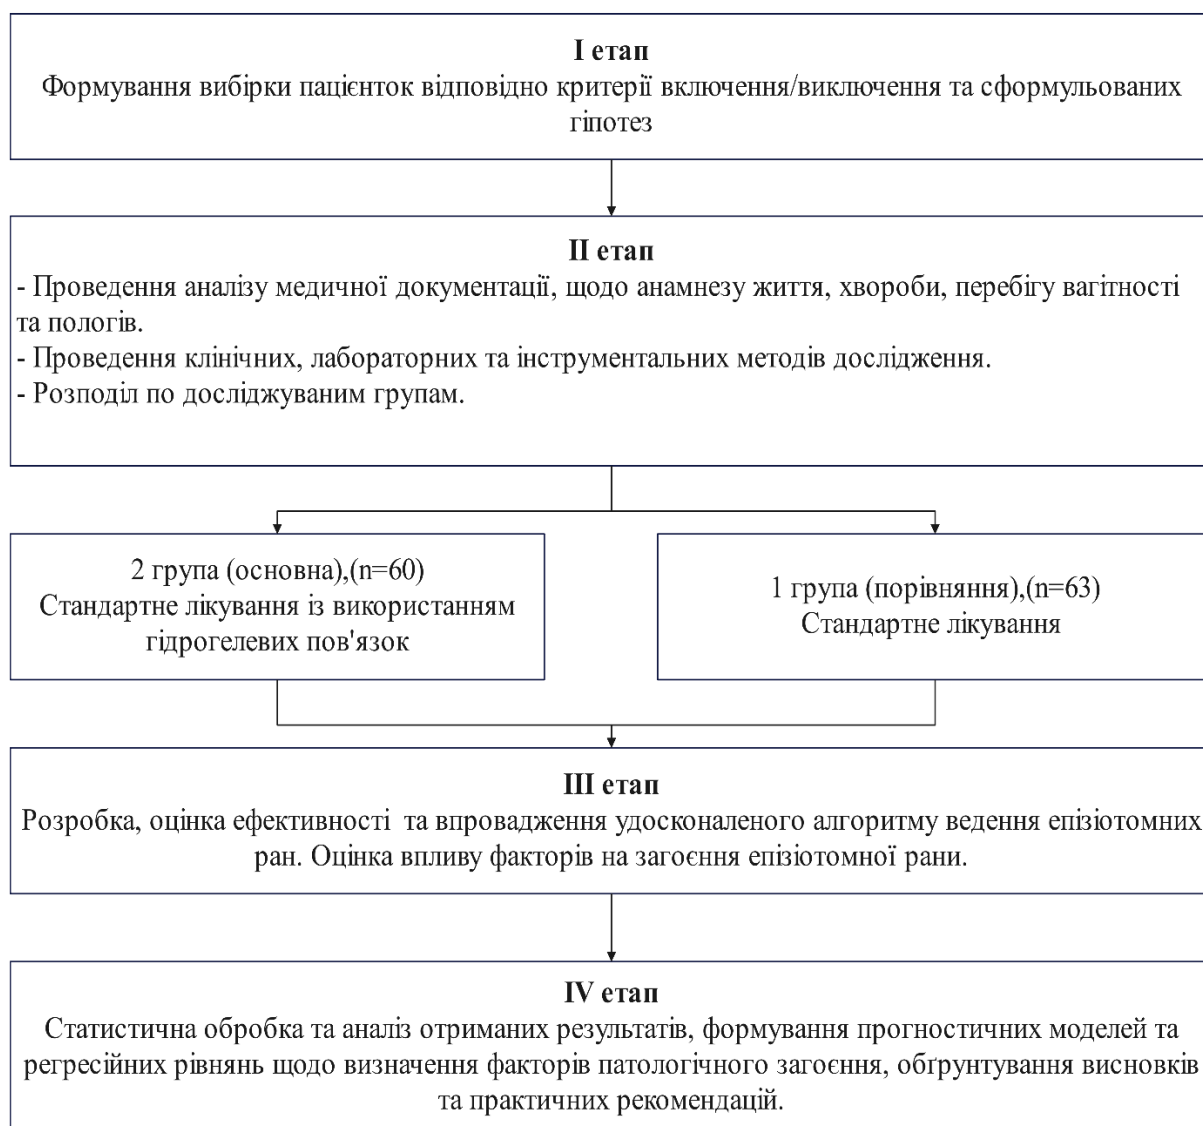 I етап
Формування вибірки пацієнток відповідно критерії включення/виключення та сформульованих
гіпотез
II етап
- Проведення аналізу медичної документації, щодо анамнезу життя, хвороби, перебігу вагітності
та пологів.
- Проведення клінічних, лабораторних та інструментальних методів дослідження.
- Розподіл по досліджуваним групам.
2 група (основна),(n=60)
Стандартне лікування із використанням
гідрогелевих пов'язок
1 група (порівняння),(n=63)
Стандартне лікування
III етап
Розробка, оцінка ефективності та впровадження удосконаленого алгоритму ведення епізіотомних
ран. Оцінка впливу факторів на загоєння епізіотомної рани.
IV етап
Статистична обробка та аналіз отриманих результатів, формування прогностичних моделей та
регресійних рівнянь щодо визначення факторів патологічного загоєння, обґрунтування висновків
та практичних рекомендацій.